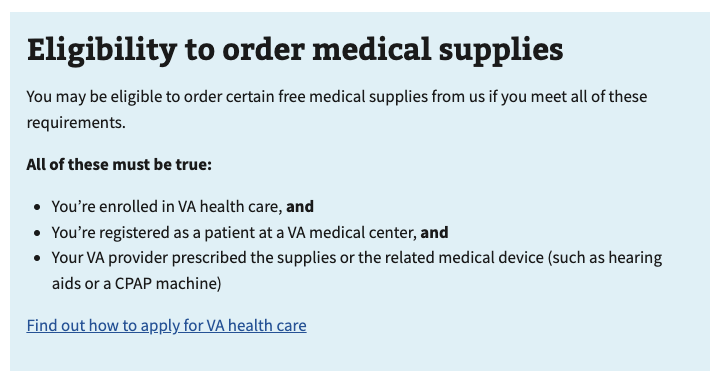 Eligibility to order medical supplies
You may be eligible to order certain free medical supplies from us if you meet all of these
requirements.
All of these must be true:
• You’re enrolled in VA health care, and
• You’re registered as a patient at a VA medical center, and
• Your VA provider prescribed the supplies or the related medical device (such as hearing
aids or a CPAP machine)
Find out how to apply for VA health care